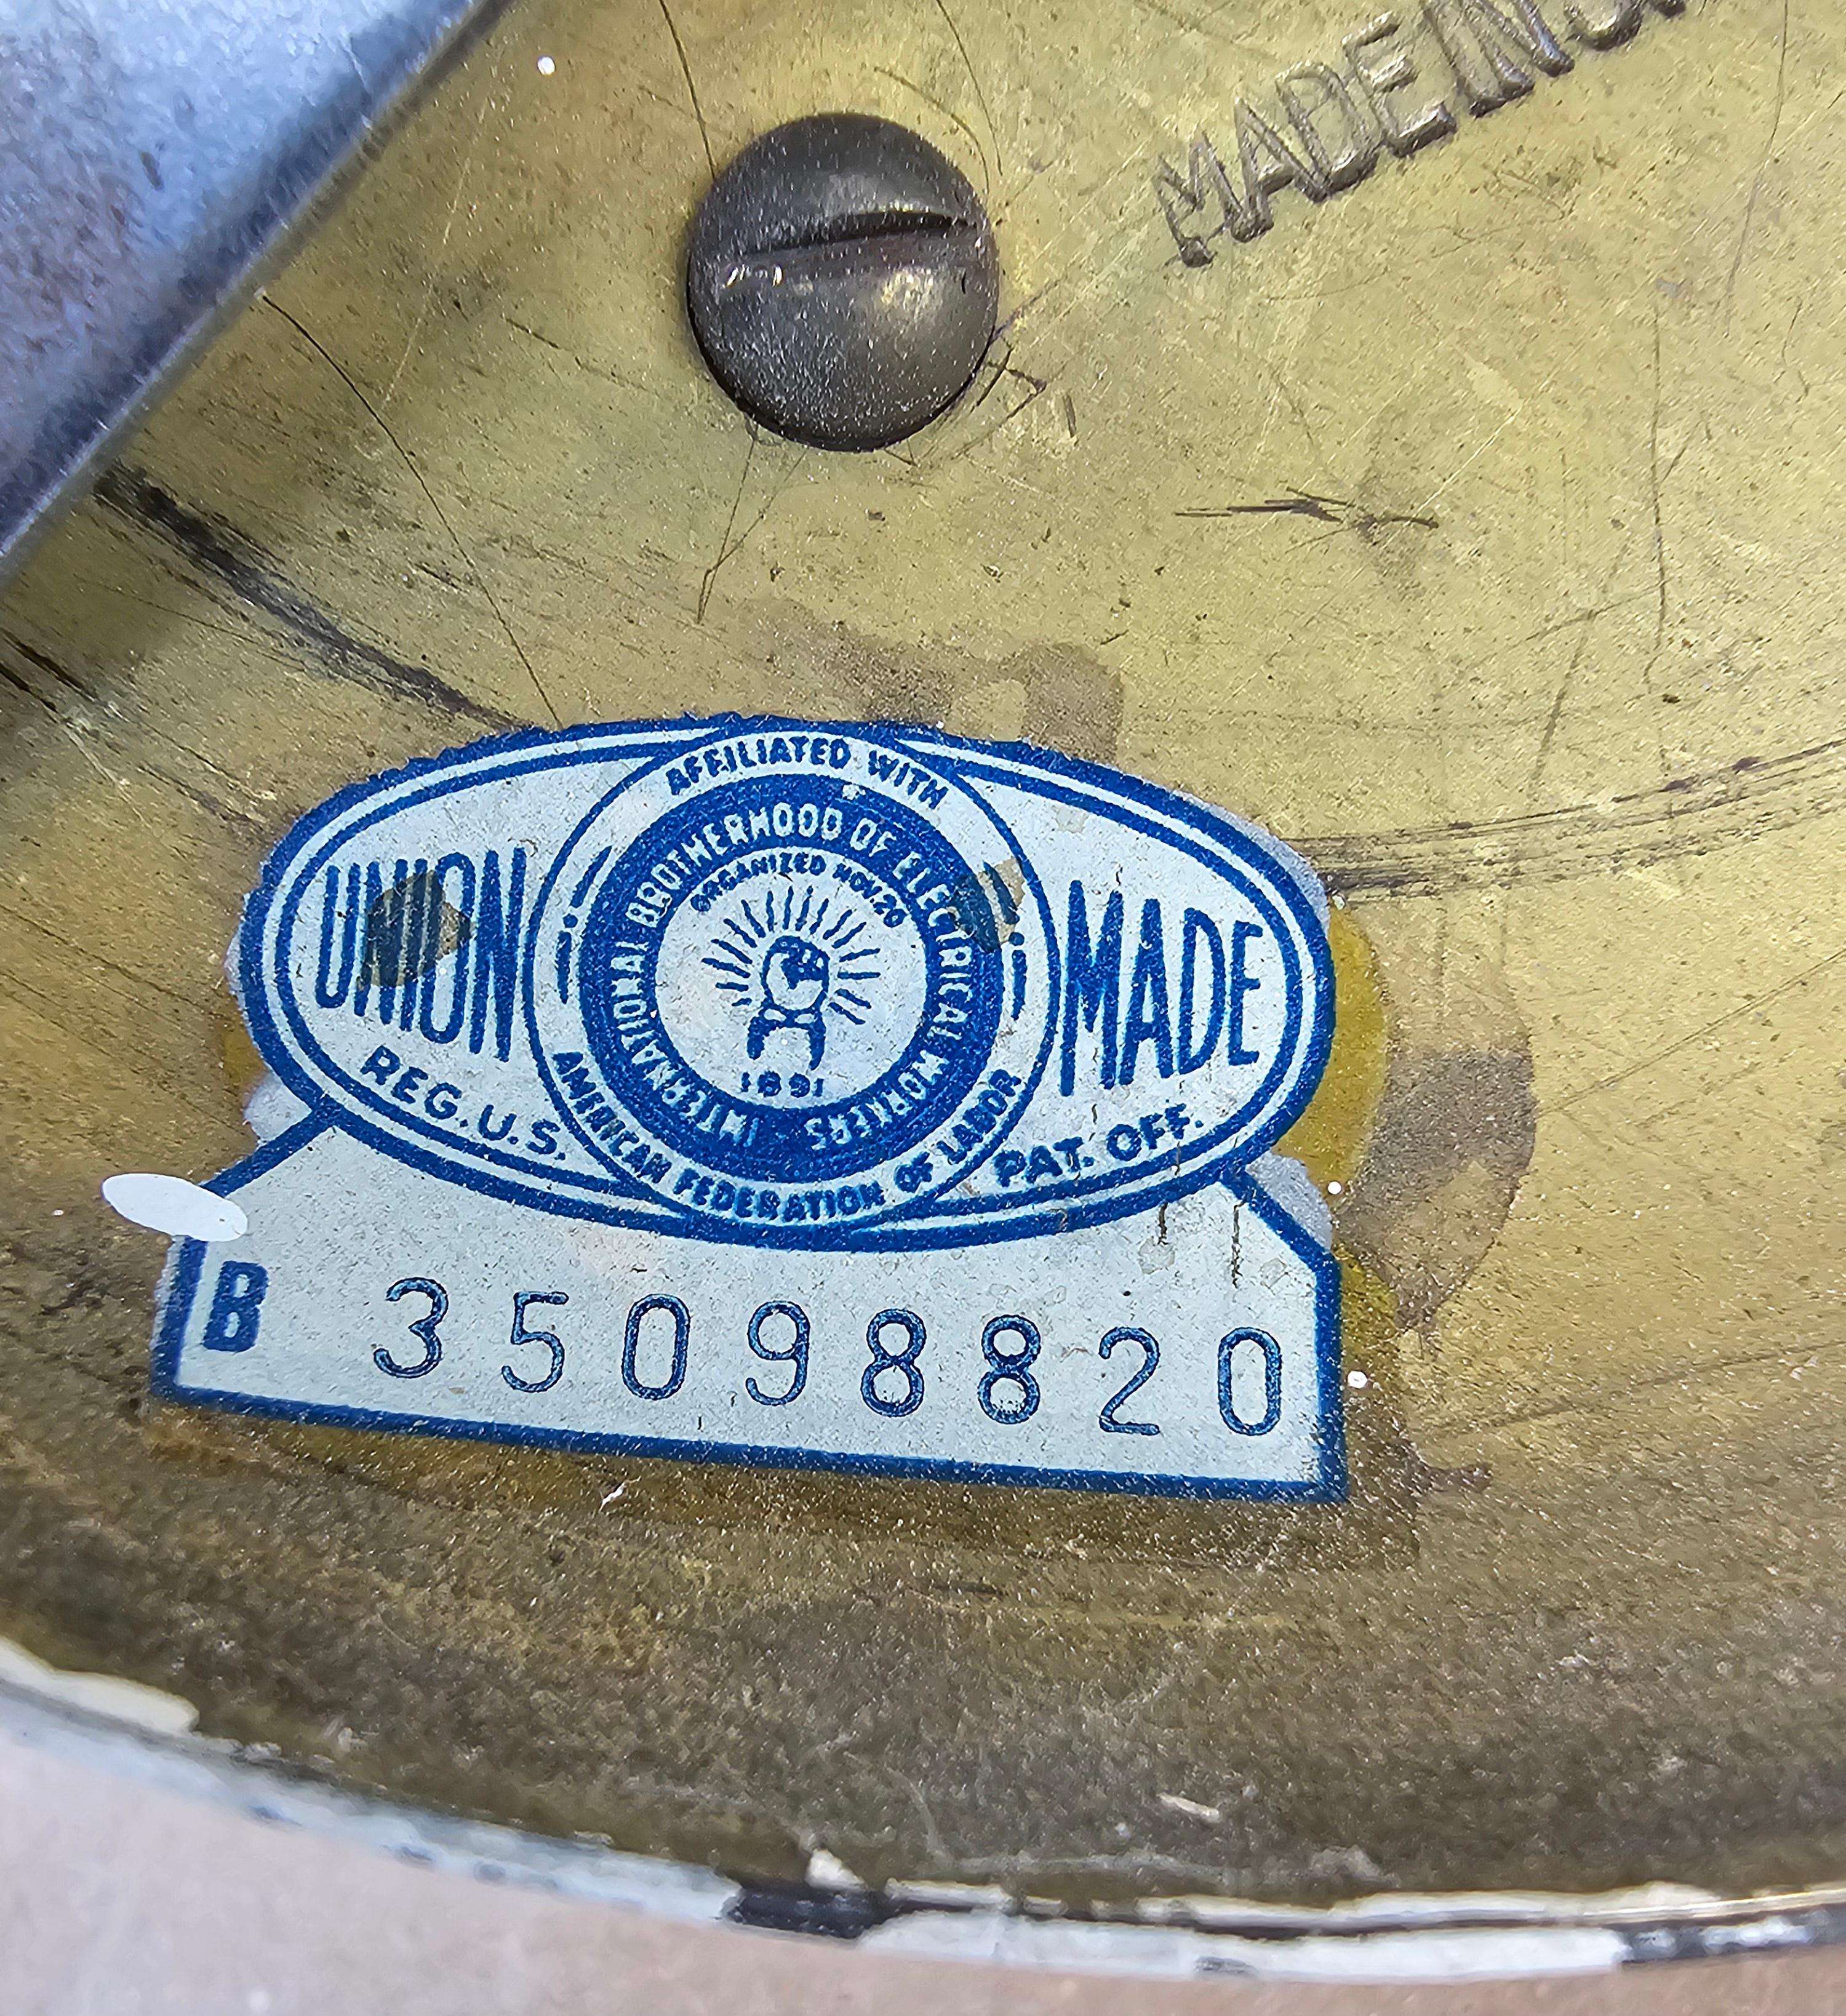 MADE IN U
AFFILIATED WITH
INTERNATIONAL BROTHERHOOD OF ELECTRICAL WORKERS
ORGANIZED NOV. 20
1891
UNION MADE
REG. U.S. PAT. OFF.
AMERICAN FEDERATION OF LABOR
B 35098820